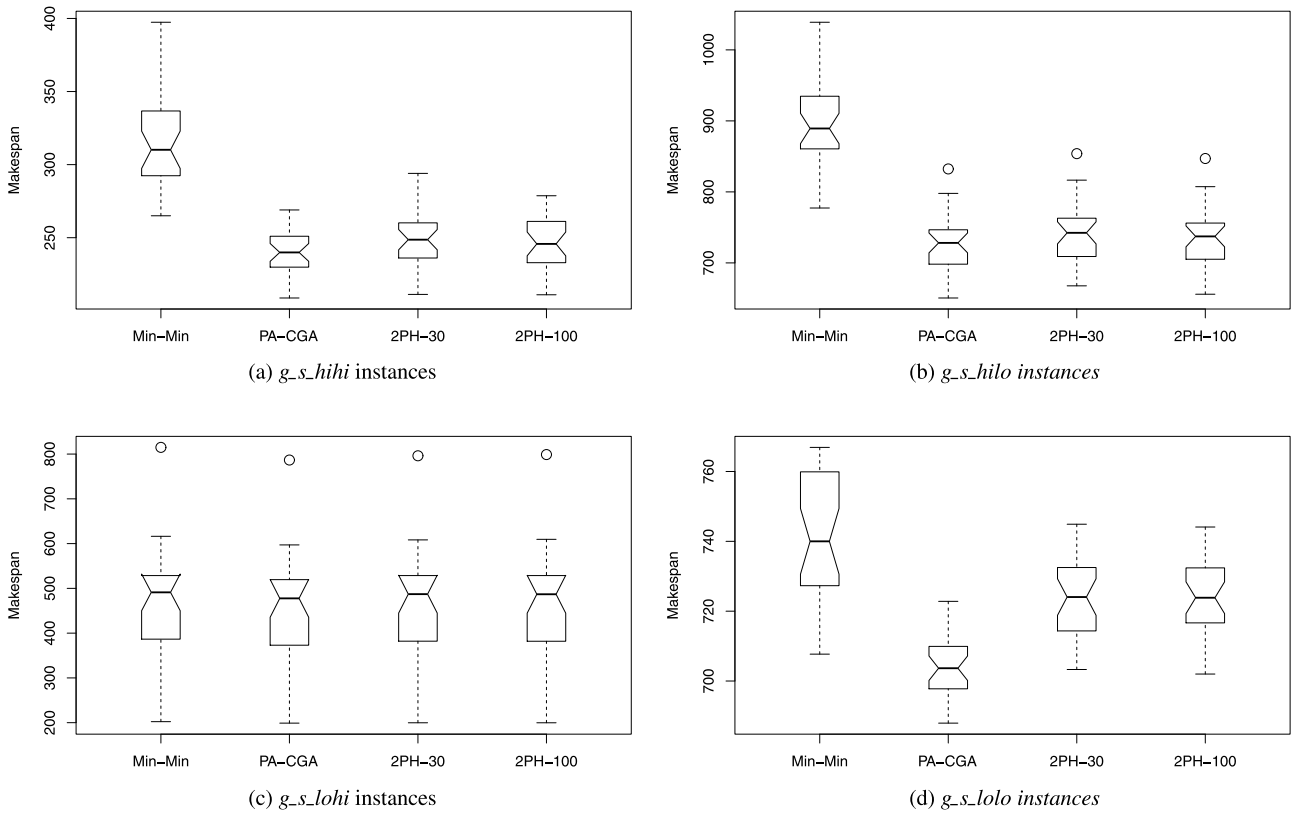 Makespan
400
350
300
250
Min−Min PA−CGA 2PH−30 2PH−100
(a) g_s_hihi instances
Makespan
1000
900
800
700
Min−Min PA−CGA 2PH−30 2PH−100
(b) g_s_hilo instances
Makespan
800
700
600
500
400
300
200
Min−Min PA−CGA 2PH−30 2PH−100
(c) g_s_lohi instances
Makespan
760
740
720
700
Min−Min PA−CGA 2PH−30 2PH−100
(d) g_s_lolo instances